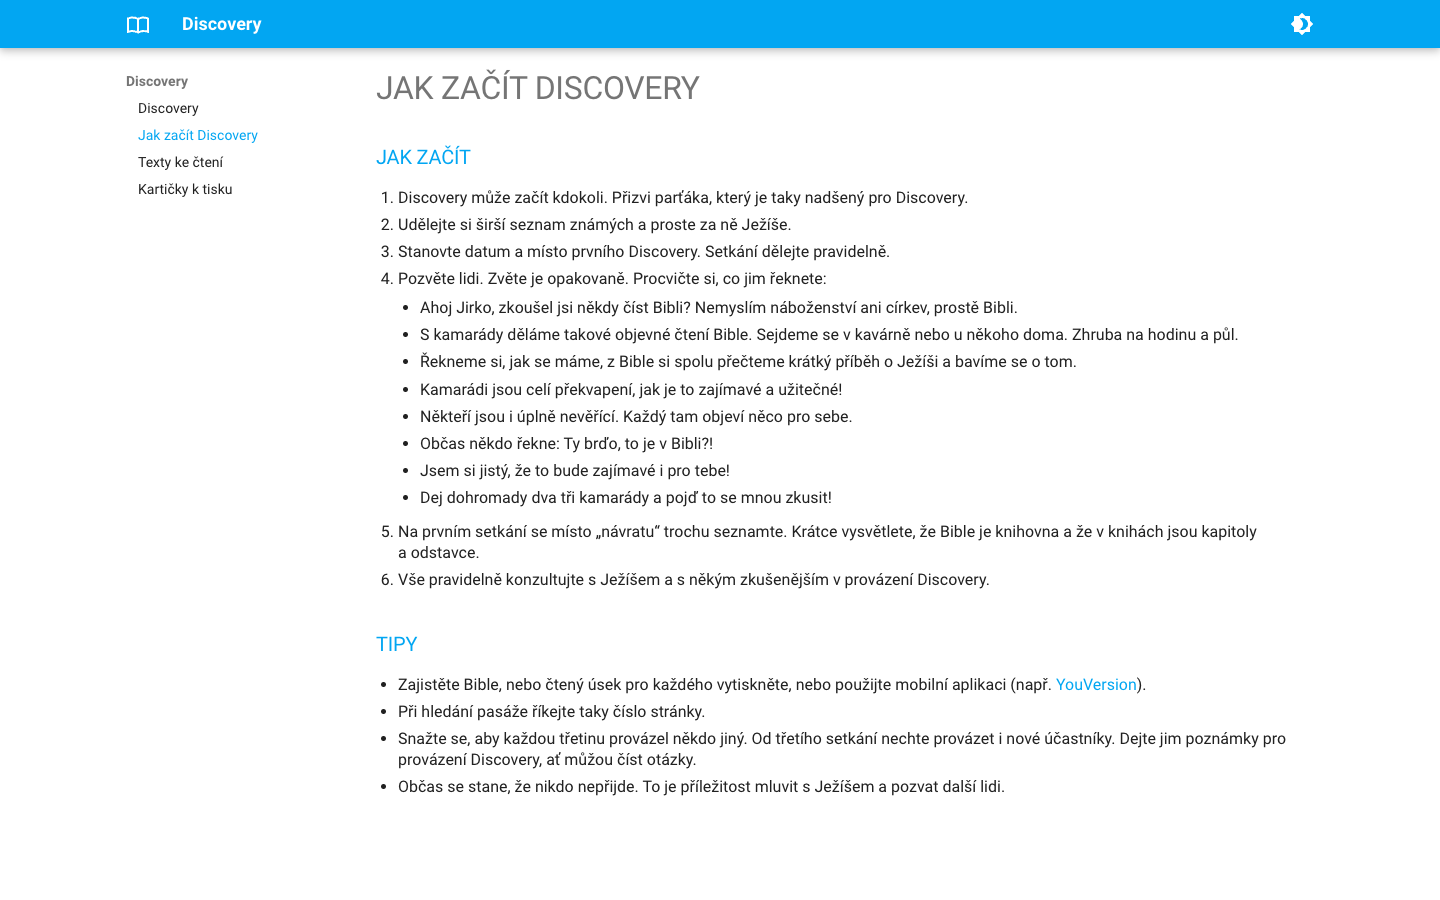 Discovery
Discovery
Discovery
Jak začít Discovery
Texty ke čtení
Kartičky k tisku
JAK ZAČÍT DISCOVERY
JAK ZAČÍT
1. Discovery může začít kdokoli. Přizvi parťáka, který je taky nadšený pro Discovery.
2. Udělejte si širší seznam známých a proste za ně Ježíše.
3. Stanovte datum a místo prvního Discovery. Setkání dělejte pravidelně.
4. Pozvěte lidi. Zvěte je opakovaně. Procvičte si, co jim řeknete:
• Ahoj Jirko, zkoušel jsi někdy číst Bibli? Nemyslím náboženství ani církev, prostě Bibli.
• S kamarády děláme takové objevné čtení Bible. Sejdeme se v kavárně nebo u někoho doma. Zhruba na hodinu a půl.
• Řekneme si, jak se máme, z Bible si spolu přečteme krátký příběh o Ježíši a bavíme se o tom.
• Kamarádi jsou celí překvapení, jak je to zajímavé a užitečné!
• Někteří jsou i úplně nevěřící. Každý tam objeví něco pro sebe.
• Občas někdo řekne: Ty brďo, to je v Bibli?!
• Jsem si jistý, že to bude zajímavé i pro tebe!
• Dej dohromady dva tři kamarády a pojď to se mnou zkusit!
5. Na prvním setkání se místo „návratu“ trochu seznamte. Krátce vysvětlete, že Bible je knihovna a že v knihách jsou kapitoly
a odstavce.
6. Vše pravidelně konzultujte s Ježíšem a s někým zkušenějším v provázení Discovery.
TIPY
• Zajistěte Bible, nebo čtený úsek pro každého vytiskněte, nebo použijte mobilní aplikaci (např. YouVersion).
• Při hledání pasáže říkejte taky číslo stránky.
• Snažte se, aby každou třetinu provázel někdo jiný. Od třetího setkání nechte provázet i nové účastníky. Dejte jim poznámky pro
provázení Discovery, ať můžou číst otázky.
• Občas se stane, že nikdo nepřijde. To je příležitost mluvit s Ježíšem a pozvat další lidi.